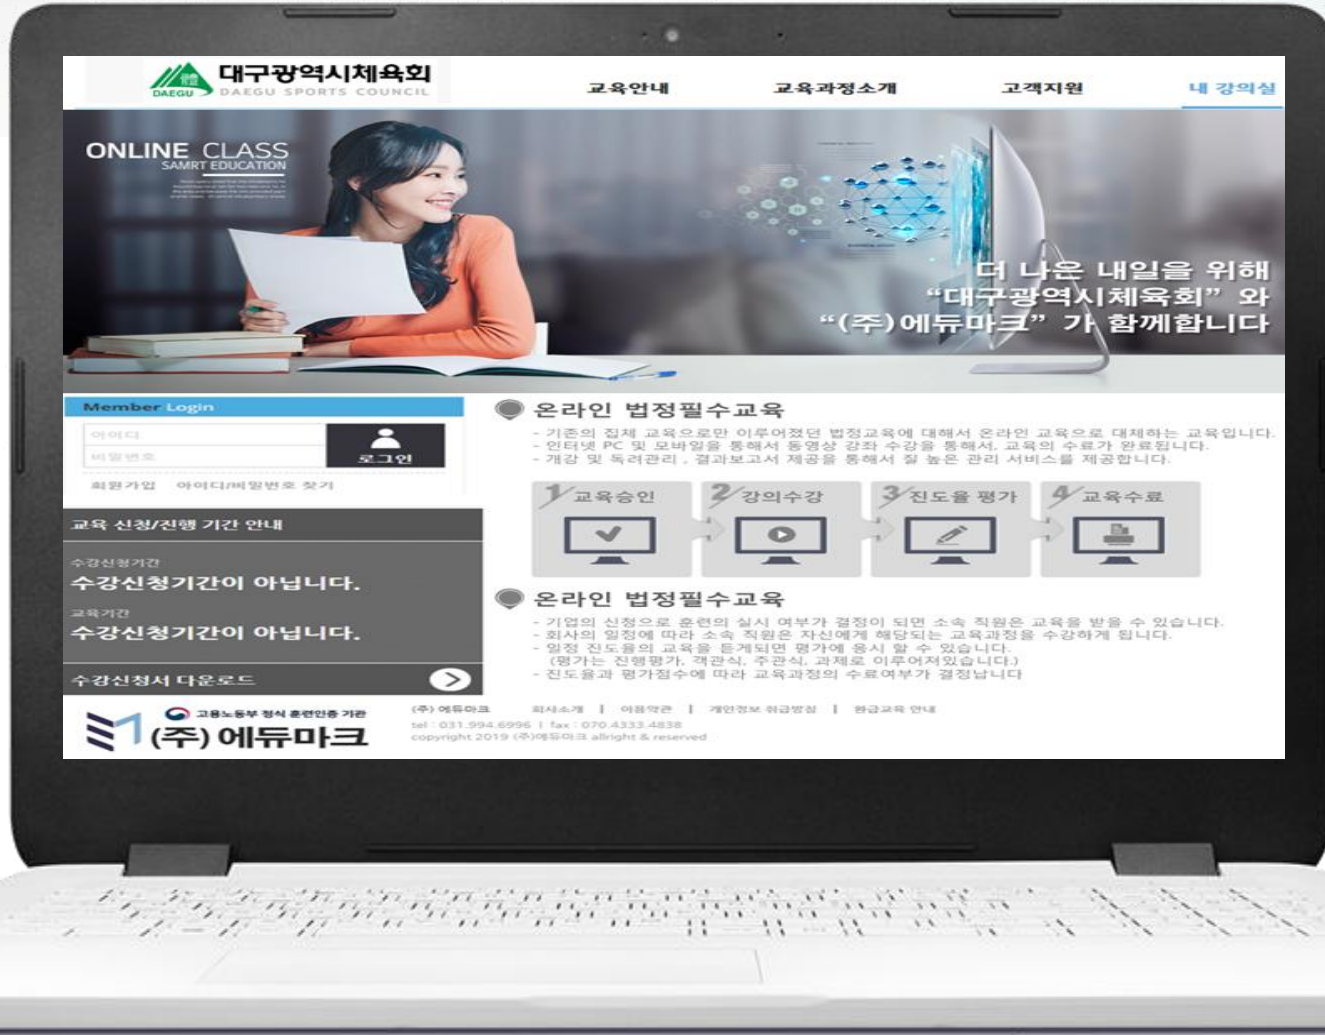 대구광역시체육회
DAEGU
DAEGU SPORTS COUNCIL
교육안내
교육과정소개
고객지원
내 강의실
ONLINE CLASS
SAMRT EDUCATION
더 나은 내일을 위해
“대구광역시체육회” 와
“(주)에듀마크” 가 함께합니다
Member Login
아이디
비밀번호
로그인
회원가입 아이디/비밀번호 찾기
교육 신청/진행 기간 안내
수강신청기간
수강신청기간이 아닙니다.
교육기간
수강신청기간이 아닙니다.
수강신청서 다운로드
온라인 법정필수교육
- 기존의 집체 교육으로만 이루어졌던 법정교육에 대해서 온라인 교육으로 대체하는 교육입니다.
- 인터넷 PC 및 모바일을 통해서 동영상 강좌 수강을 통해서, 교육의 수료가 완료됩니다.
- 개강 및 독려관리 , 결과보고서 제공을 통해서 질 높은 관리 서비스를 제공합니다.
1 교육승인
2 강의수강
3 진도율 평가
4 교육수료
온라인 법정필수교육
- 기업의 신청으로 훈련의 실시 여부가 결정이 되면 소속 직원은 교육을 받을 수 있습니다.
- 회사의 일정에 따라 소속 직원은 자신에게 해당되는 교육과정을 수강하게 됩니다.
- 일정 진도율의 교육을 듣게되면 평가에 응시 할 수 있습니다.
(평가는 진행평가, 객관식, 주관식, 과제로 이루어져있습니다.)
- 진도율과 평가점수에 따라 교육과정의 수료여부가 결정납니다
고용노동부 정식 훈련인증 기관
(주) 에듀마크
(주) 에듀마크 회사소개 | 이용약관 | 개인정보 취급방침 | 환급교육 안내
tel : 031.994.6996 | fax : 070.4333.4838
copyright 2019 (주)에듀마크 allright & reserved